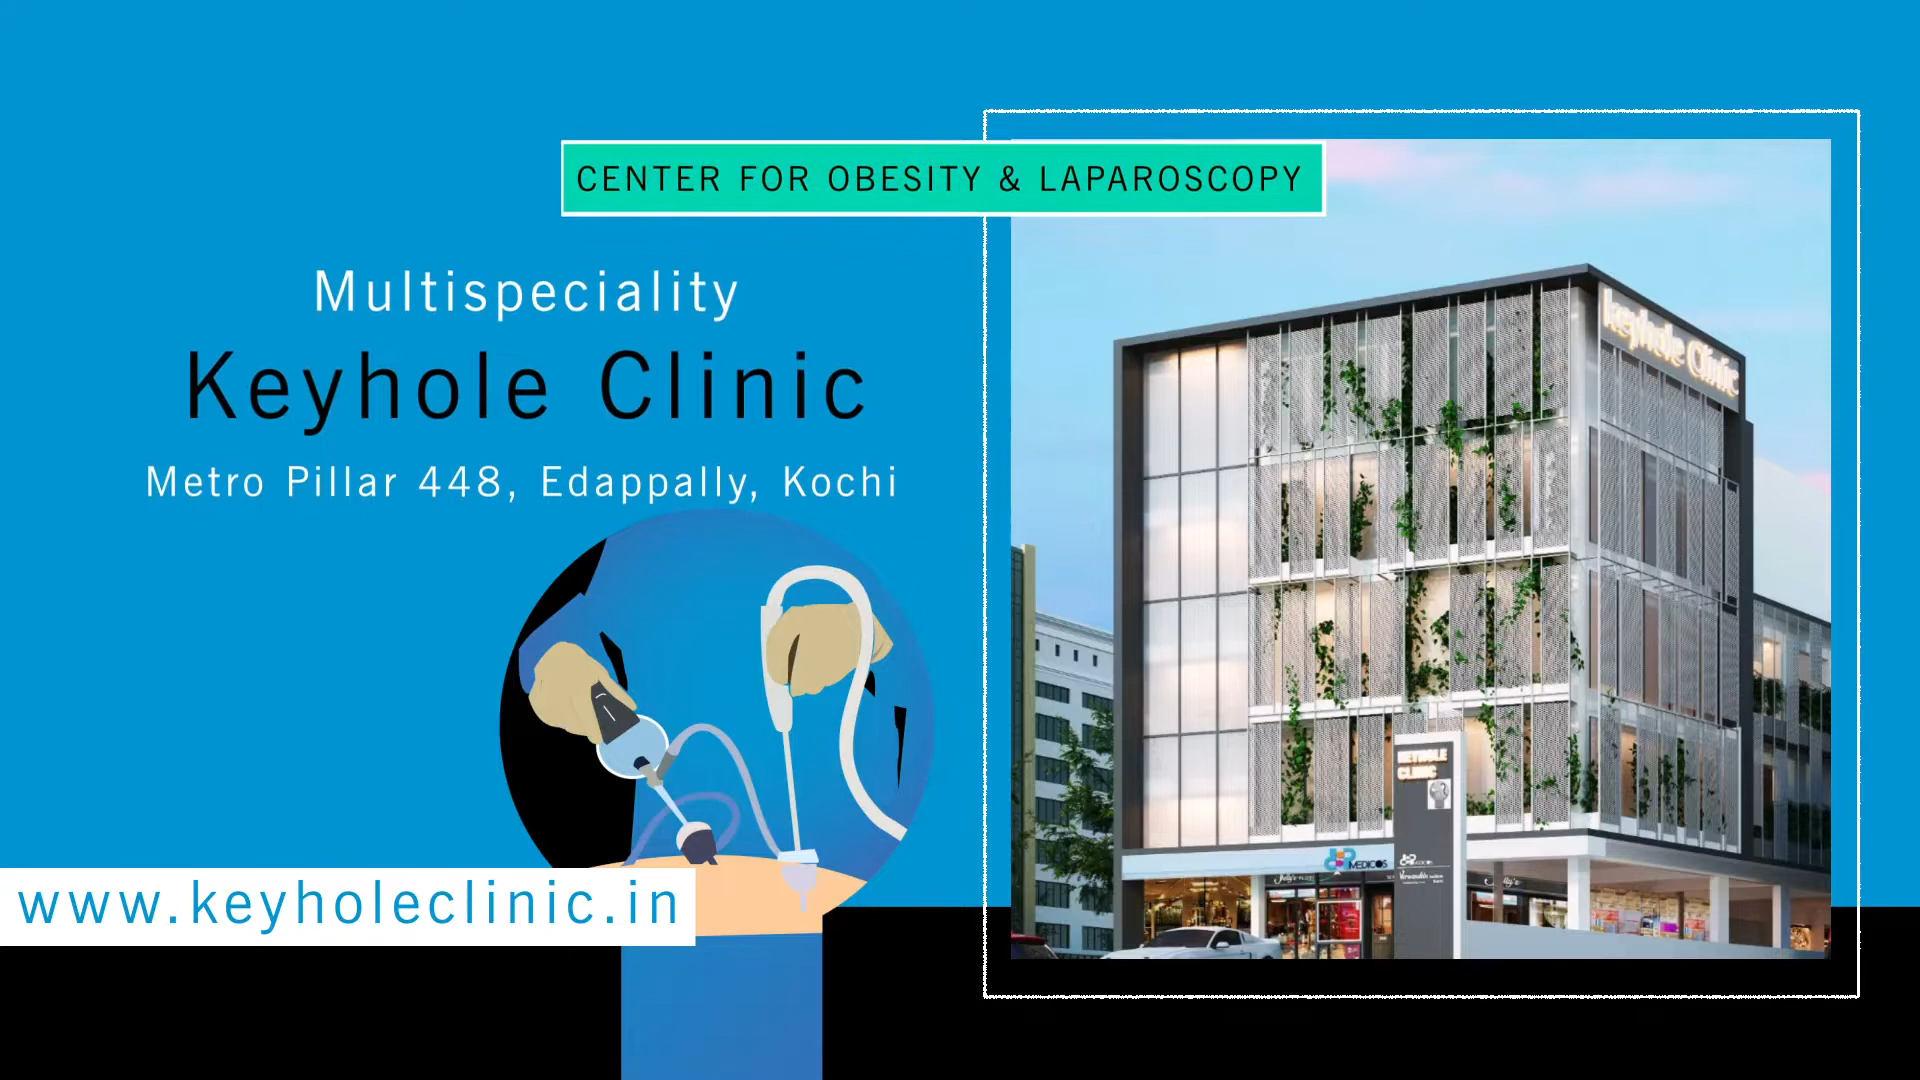 CENTER FOR OBESITY & LAPAROSCOPY
Multispeciality
Keyhole Clinic
Metro Pillar 448, Edappally, Kochi
www.keyholeclinic.in
keyhole Clinic
KEYHOLE
CLINIC
MEDICOS